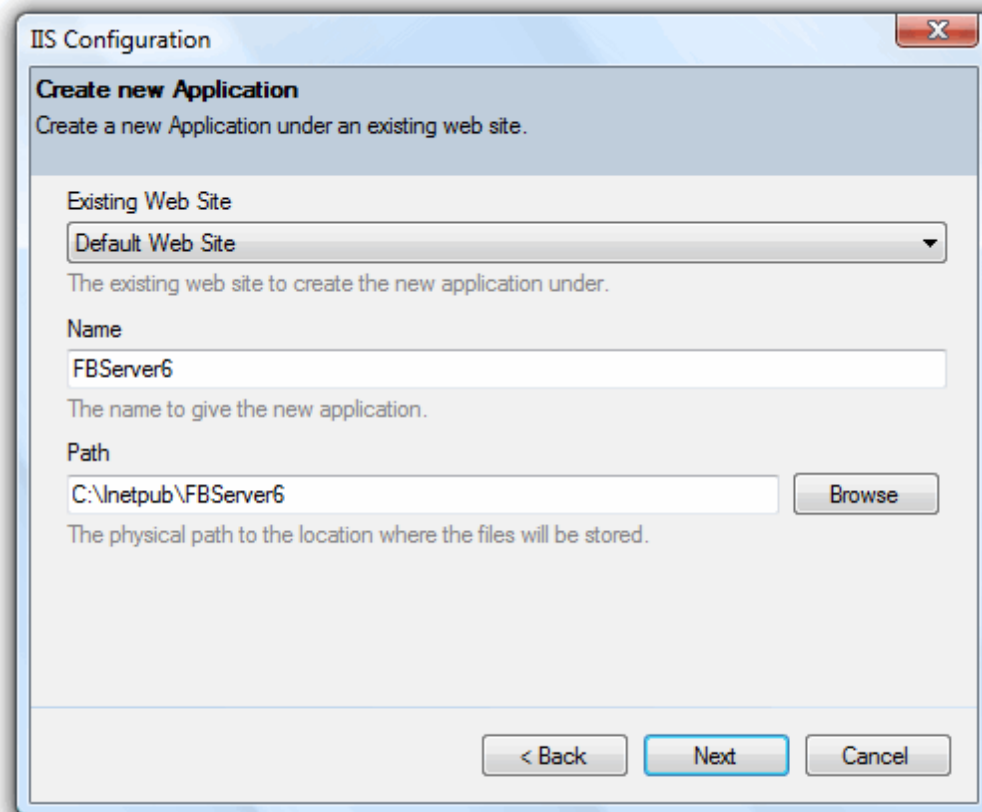 IIS Configuration
Create new Application
Create a new Application under an existing web site.
Existing Web Site
Default Web Site
The existing web site to create the new application under.
Name
FBServer6
The name to give the new application.
Path
C:\Inetpub\FBServer6
Browse
The physical path to the location where the files will be stored.
< Back
Next
Cancel